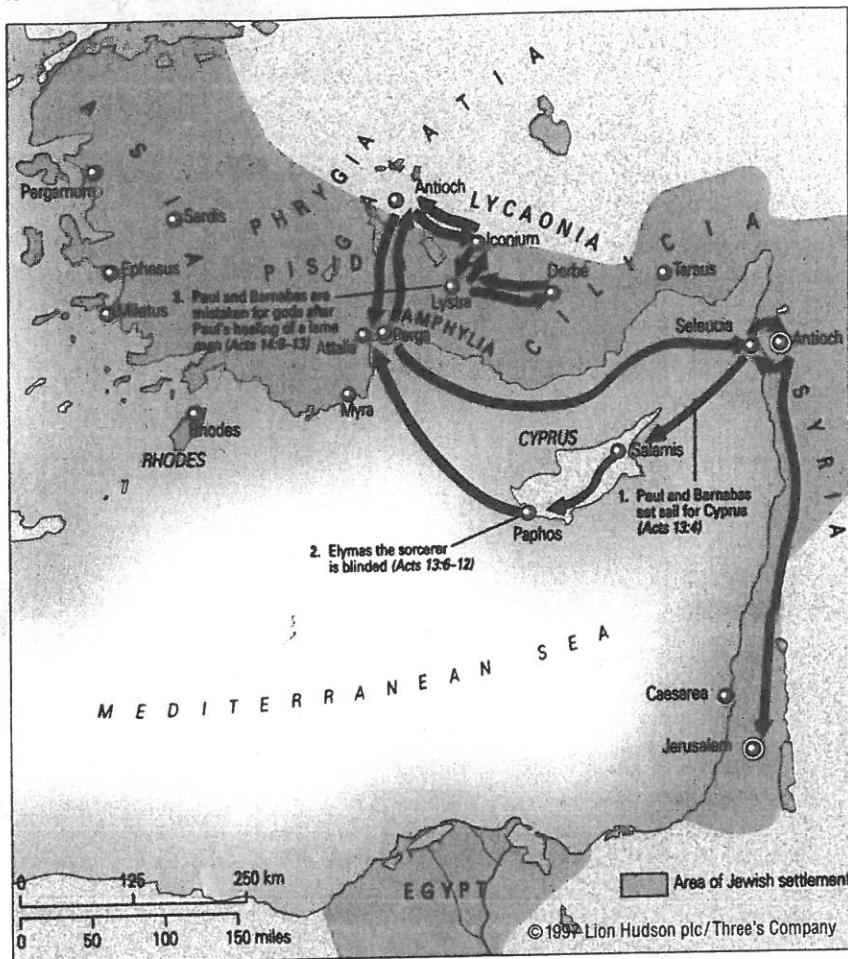 ASIA
PHRYGIA
GALATIA
LYCAONIA
PISIDIA
PAMPHYLIA
CILYCIA
SYRIA
Pergamum
Sardis
Ephesus
Miletus
Antioch
Iconium
Lystra
Derbe
Tarsus
3. Paul and Barnabas are
mistaken for gods after
Paul's healing of a lame
man (Acts 14:8–13)
Attalia
Perga
Seleucia
Antioch
Myra
Rhodes
RHODES
CYPRUS
Salamis
Paphos
1. Paul and Barnabas
set sail for Cyprus
(Acts 13:4)
2. Elymas the sorcerer
is blinded (Acts 13:6–12)
MEDITERRANEAN SEA
Caesarea
Jerusalem
EGYPT
0 125 250 km
0 50 100 150 miles
Area of Jewish settlement
© 1997 Lion Hudson plc/Three's Company